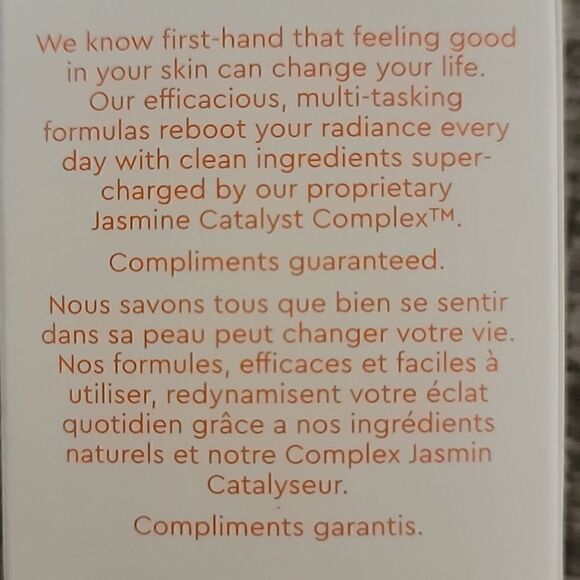 We know first-hand that feeling good
in your skin can change your life.
Our efficacious, multi-tasking
formulas reboot your radiance every
day with clean ingredients super-
charged by our proprietary
Jasmine Catalyst Complex™.
Compliments guaranteed.
Nous savons tous que bien se sentir
dans sa peau peut changer votre vie.
Nos formules, efficaces et faciles à
utiliser, redynamisent votre éclat
quotidien grâce a nos ingrédients
naturels et notre Complex Jasmin
Catalyseur.
Compliments garantis.